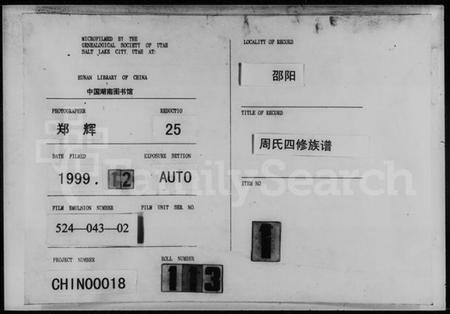 MICROFILMED BY THE
GENEALOGICAL SOCIETY OF UTAH
SALT LAKE CITY, UTAH AT:
HUNAN LIBRARY OF CHINA
中国湖南图书馆
PHOTOGRAPHER
REDUCTIO
郑 辉
25
DATE FILMED
EXPOSURE SETTION
1999. 12
AUTO
FILM EMULSION NUMBER
FILM UNIT SER. NO.
524—043—02
PROJECT NUMBER
ROLL NUMBER
CHIN00018
113
LOCALITY OF RECORD
邵阳
TITLE OF RECORD
周氏四修族谱
ITEM NO
1
FamilySearch